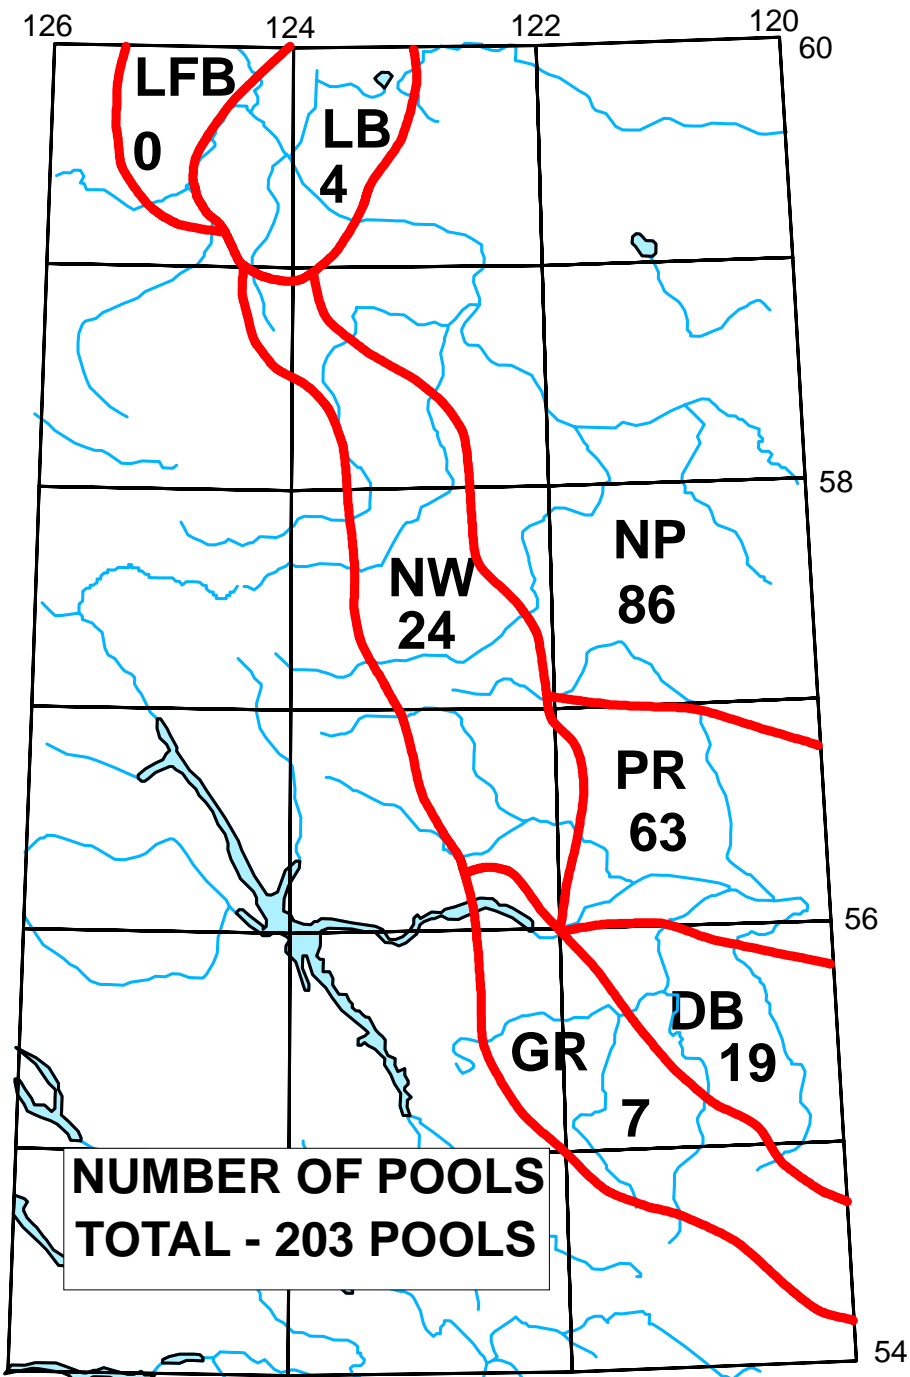 126 124 122 120
60
LFB
LB
0
4
58
NP
NW
86
24
PR
63
56
DB
GR
19
7
NUMBER OF POOLS
TOTAL - 203 POOLS
54